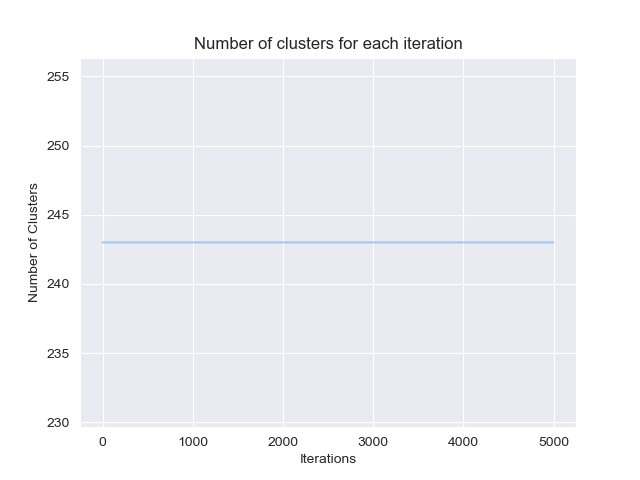 Number of clusters for each iteration
255
250
245
240
235
230
Number of Clusters
0 1000 2000 3000 4000 5000
Iterations